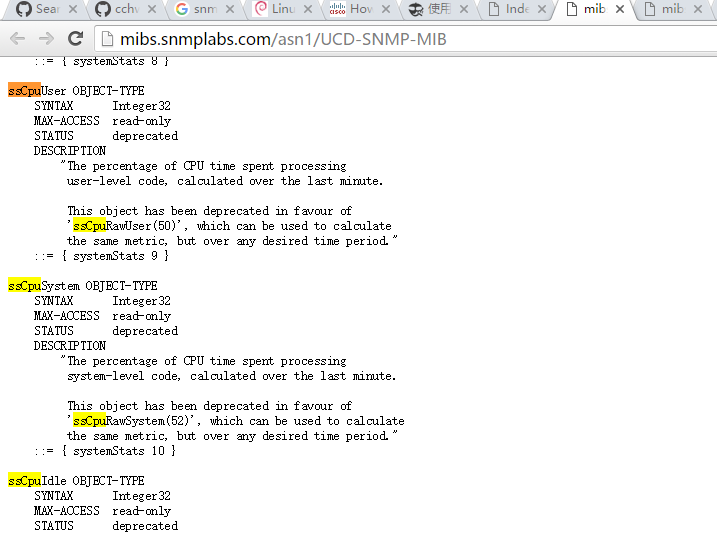 Sear
cchv
snm
Linu
How
使用
Inde
mib
mib
mibs.snmplabs.com/asn1/UCD-SNMP-MIB
::= { systemStats 8 }
ssCpuUser OBJECT-TYPE
SYNTAX Integer32
MAX-ACCESS read-only
STATUS deprecated
DESCRIPTION
"The percentage of CPU time spent processing
user-level code, calculated over the last minute.
This object has been deprecated in favour of
'ssCpuRawUser(50)', which can be used to calculate
the same metric, but over any desired time period."
::= { systemStats 9 }
ssCpuSystem OBJECT-TYPE
SYNTAX Integer32
MAX-ACCESS read-only
STATUS deprecated
DESCRIPTION
"The percentage of CPU time spent processing
system-level code, calculated over the last minute.
This object has been deprecated in favour of
'ssCpuRawSystem(52)', which can be used to calculate
the same metric, but over any desired time period."
::= { systemStats 10 }
ssCpuIdle OBJECT-TYPE
SYNTAX Integer32
MAX-ACCESS read-only
STATUS deprecated